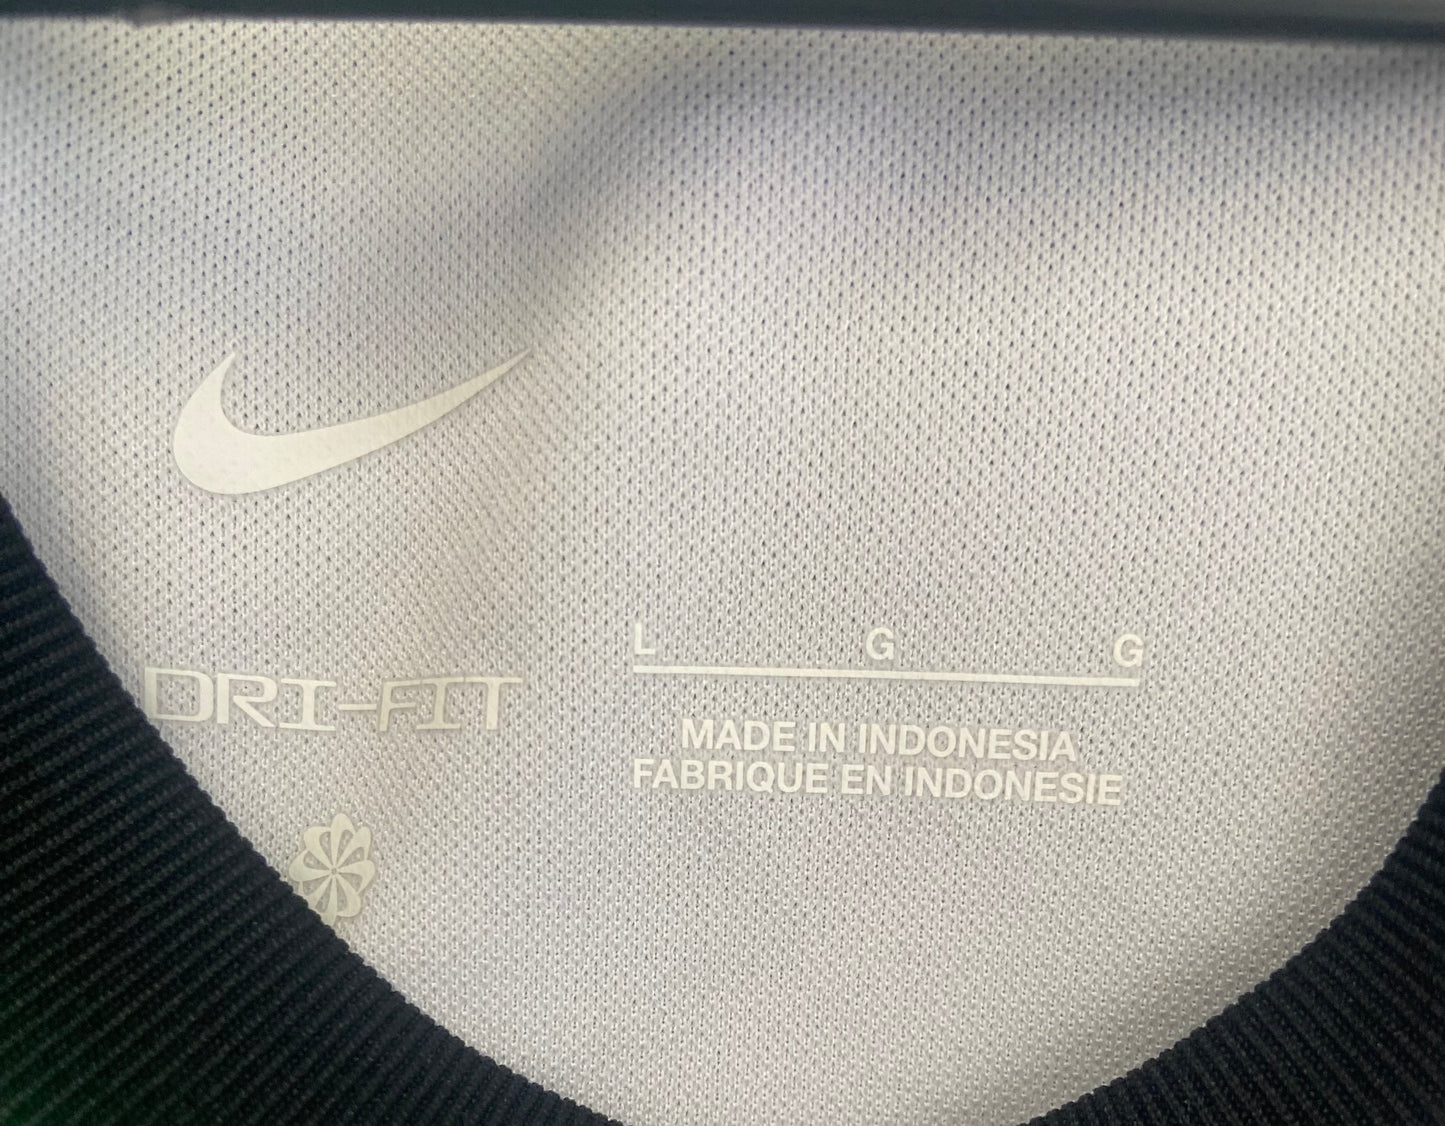 DRI-FIT
L G G
MADE IN INDONESIA
FABRIQUE EN INDONESIE